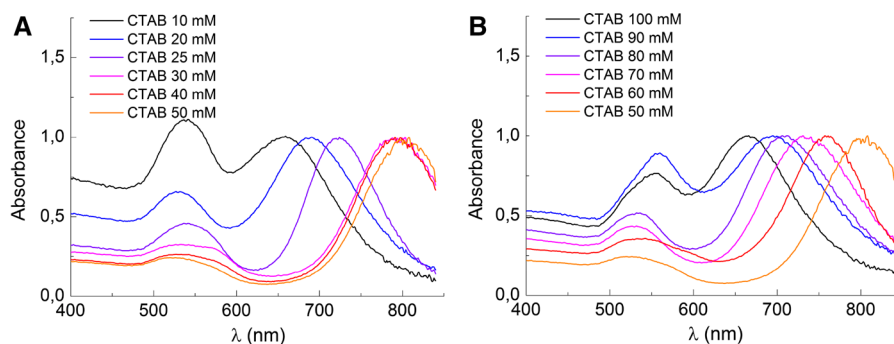 A
CTAB 10 mM
CTAB 20 mM
CTAB 25 mM
CTAB 30 mM
CTAB 40 mM
CTAB 50 mM
1,5
1,0
0,5
0,0
Absorbance
400 500 600 700 800
λ (nm)
B
CTAB 100 mM
CTAB 90 mM
CTAB 80 mM
CTAB 70 mM
CTAB 60 mM
CTAB 50 mM
1,5
1,0
0,5
0,0
Absorbance
400 500 600 700 800
λ (nm)